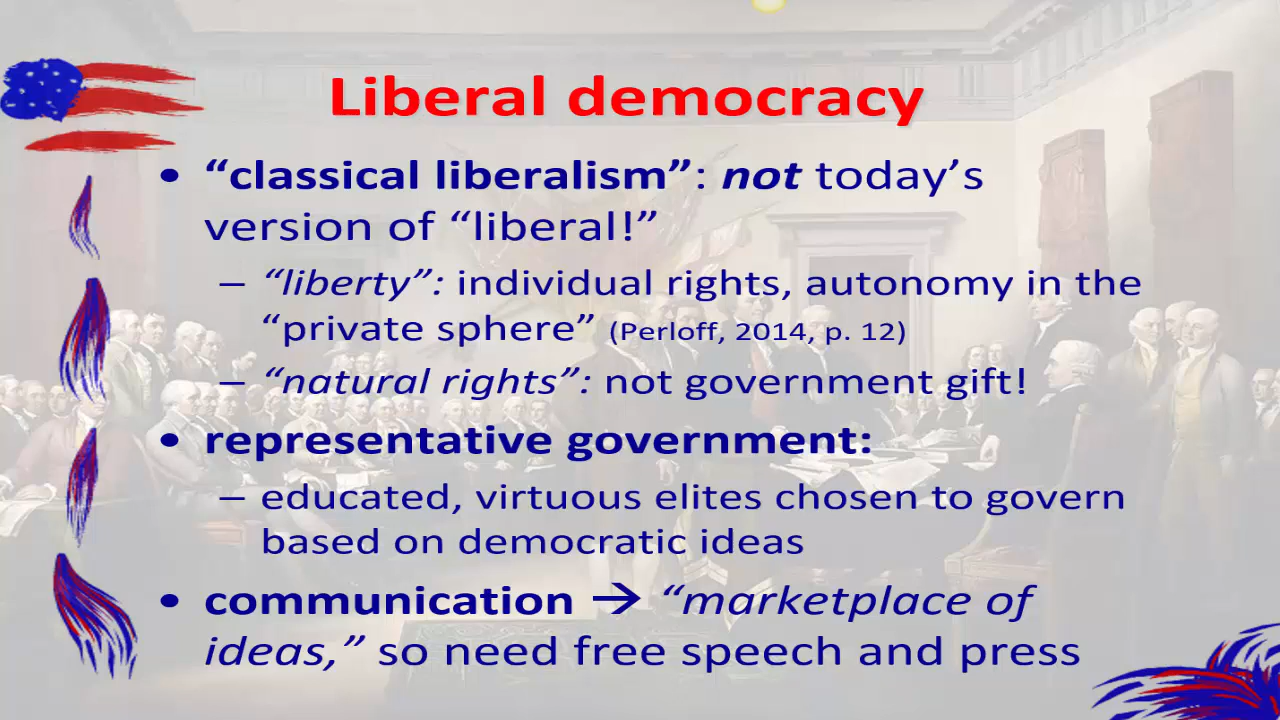 Liberal democracy
• “classical liberalism”: not today’s
version of “liberal!”
– “liberty”: individual rights, autonomy in the
“private sphere” (Perloff, 2014, p. 12)
– “natural rights”: not government gift!
• representative government:
– educated, virtuous elites chosen to govern
based on democratic ideas
• communication → “marketplace of
ideas,” so need free speech and press